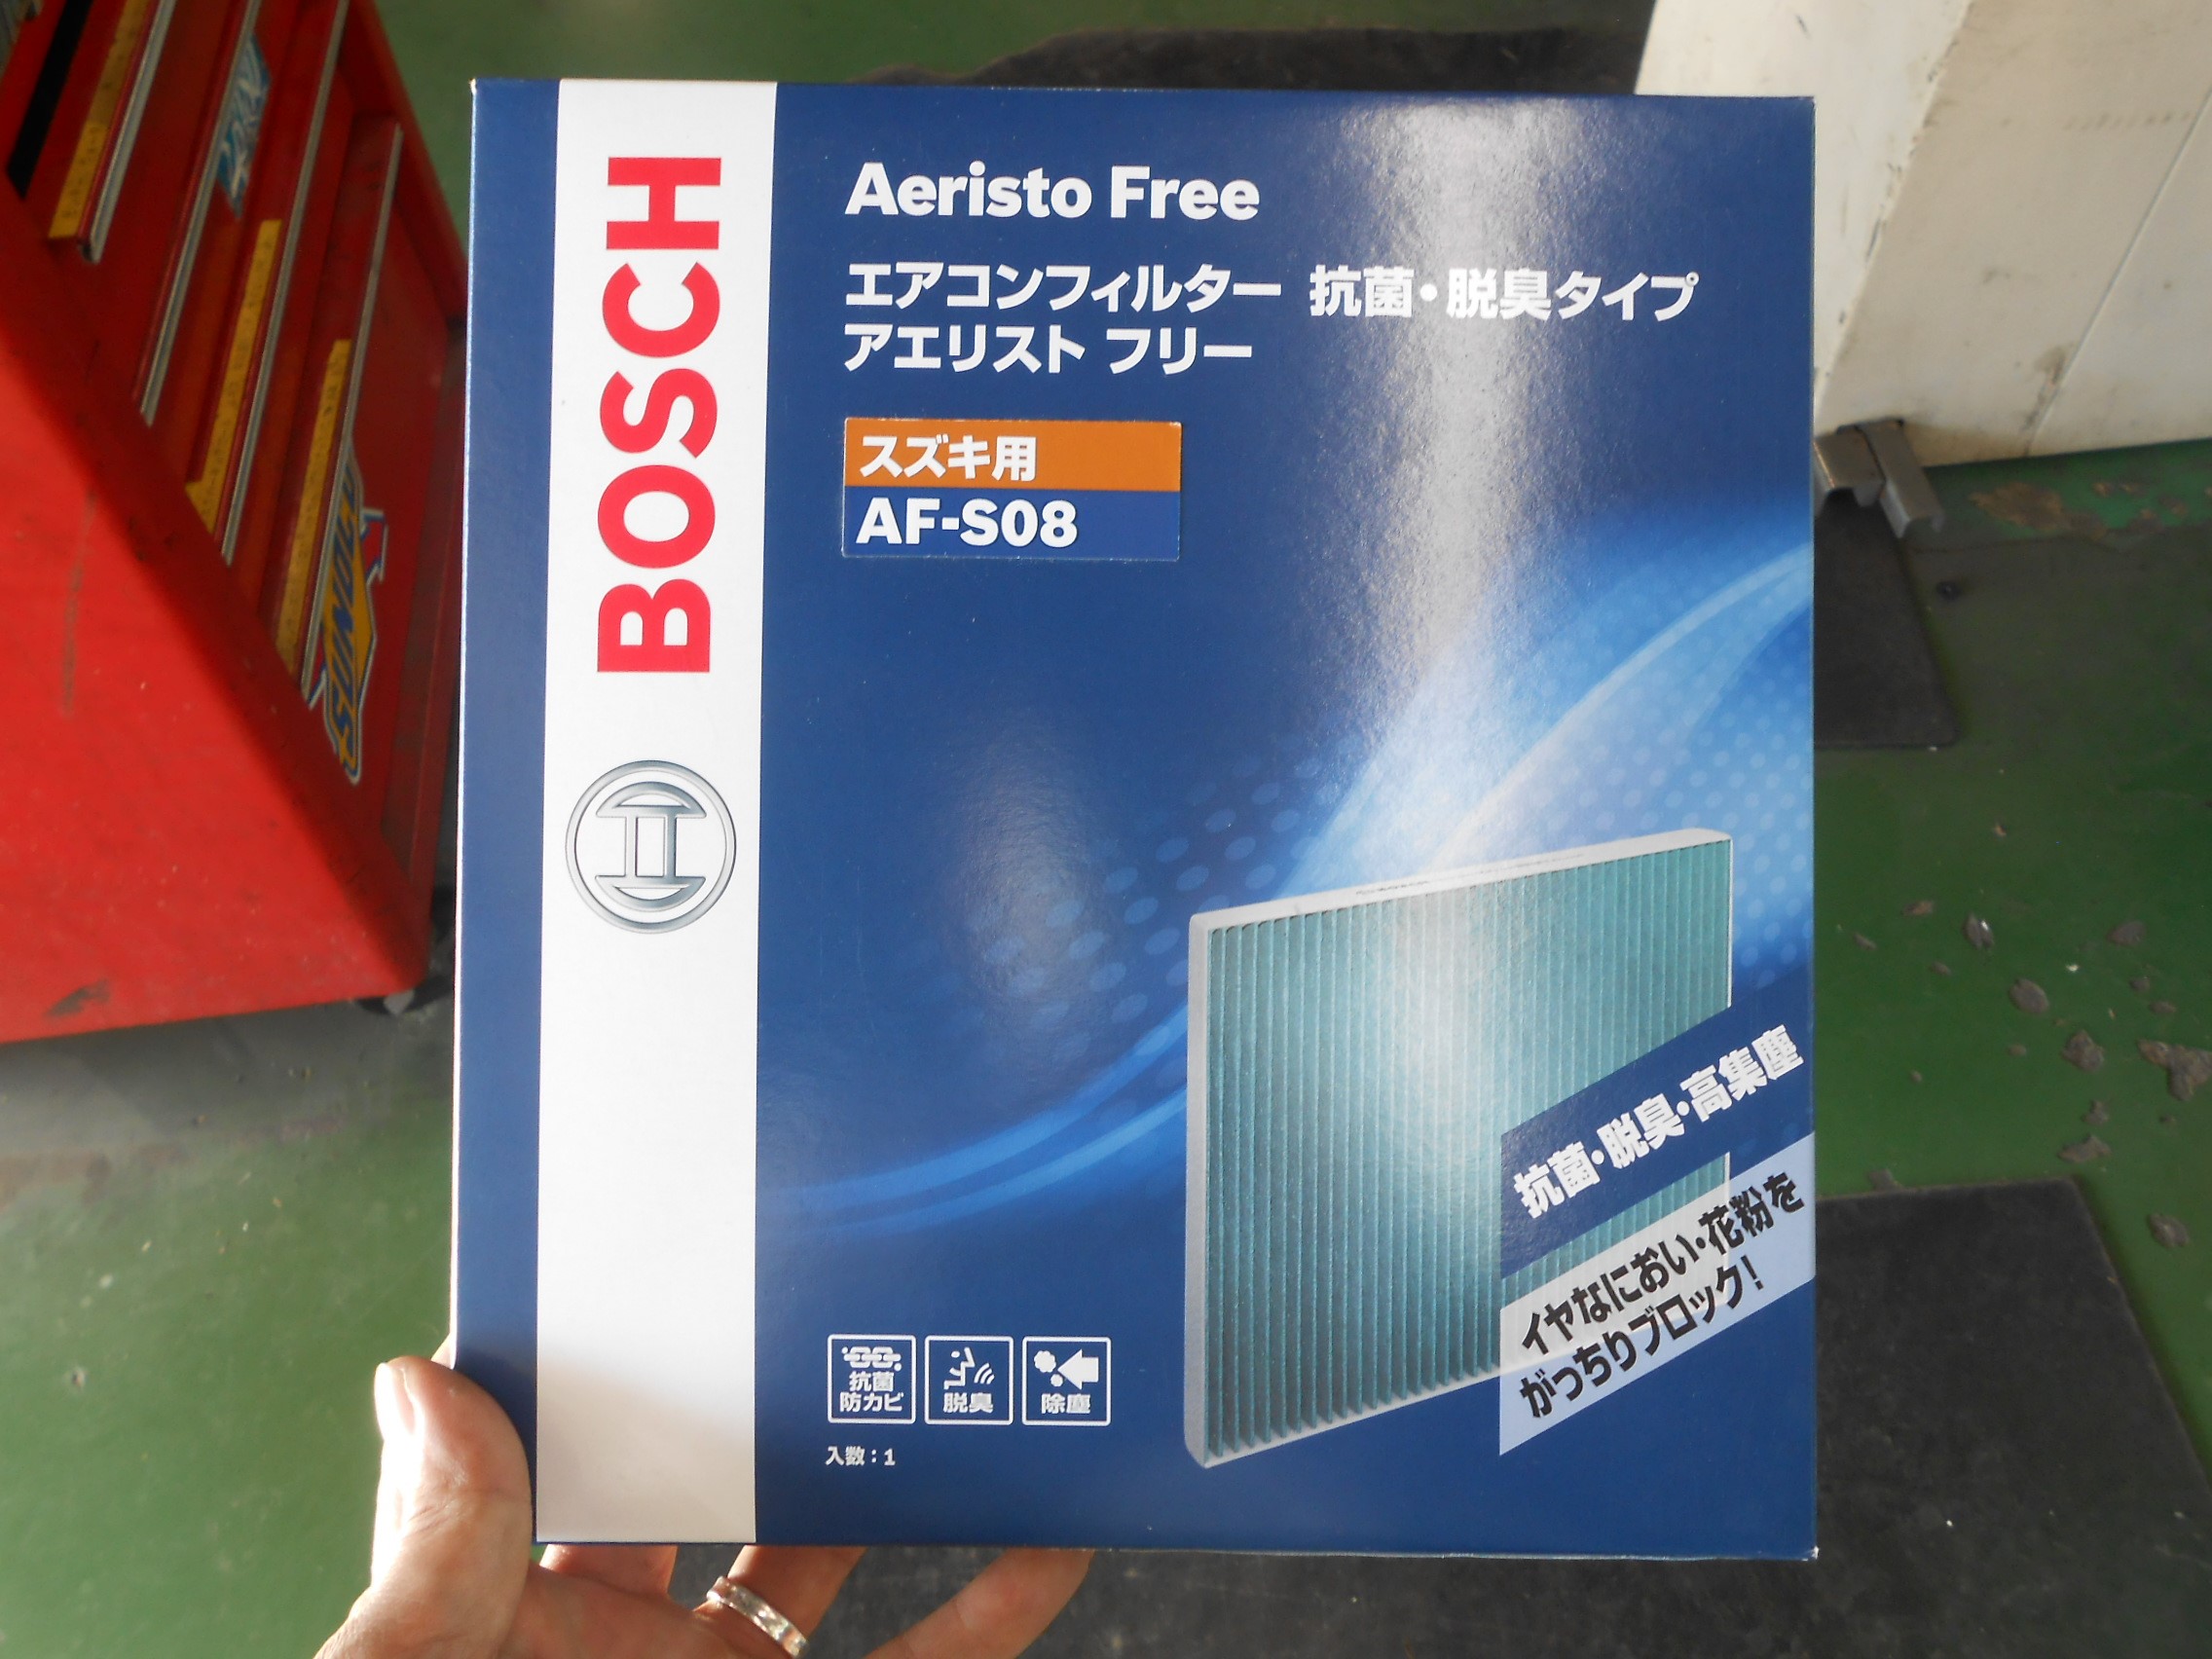 BOSCH
Aeristo Free
エアコンフィルター 抗菌・脱臭タイプ
アエリスト フリー
スズキ用
AF-S08
抗菌・脱臭・高集塵
イヤなにおい・花粉を
がっちりブロック!
抗菌
防カビ
脱臭
除塵
入数：1
SUNOCO